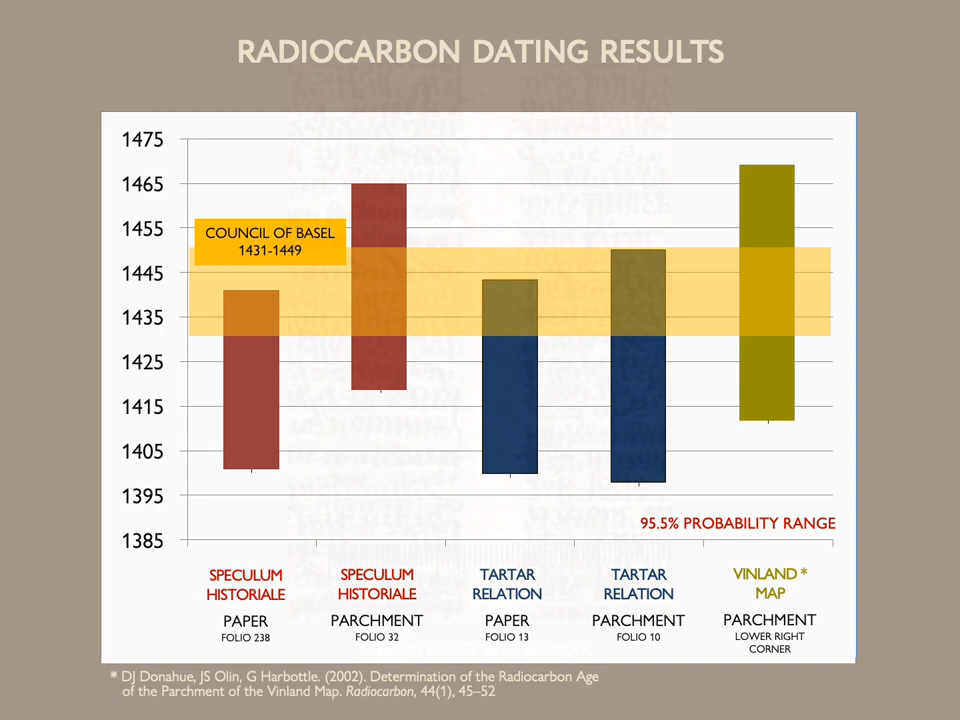 RADIOCARBON DATING RESULTS
1475
1465
1455
1445
1435
1425
1415
1405
1395
1385
COUNCIL OF BASEL
1431-1449
95.5% PROBABILITY RANGE
SPECULUM
HISTORIALE
PAPER
FOLIO 238
SPECULUM
HISTORIALE
PARCHMENT
FOLIO 32
TARTAR
RELATION
PAPER
FOLIO 13
TARTAR
RELATION
PARCHMENT
FOLIO 10
VINLAND *
MAP
PARCHMENT
LOWER RIGHT
CORNER
* DJ Donahue, JS Olin, G Harbottle. (2002). Determination of the Radiocarbon Age
of the Parchment of the Vinland Map. Radiocarbon, 44(1), 45–52